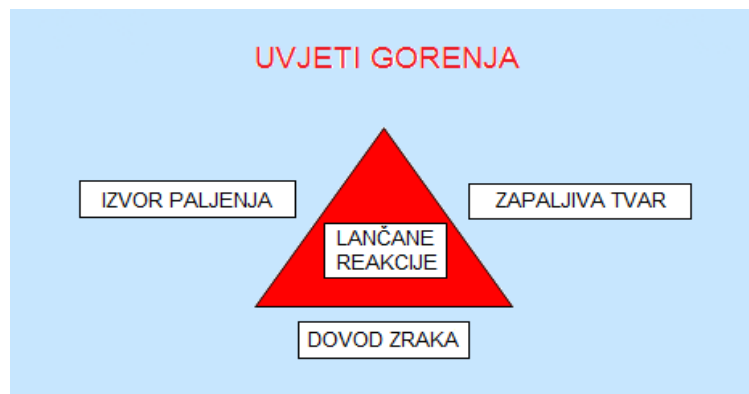 UVJETI GORENJA
IZVOR PALJENJA
ZAPALJIVA TVAR
LANČANE
REAKCIJE
DOVOD ZRAKA